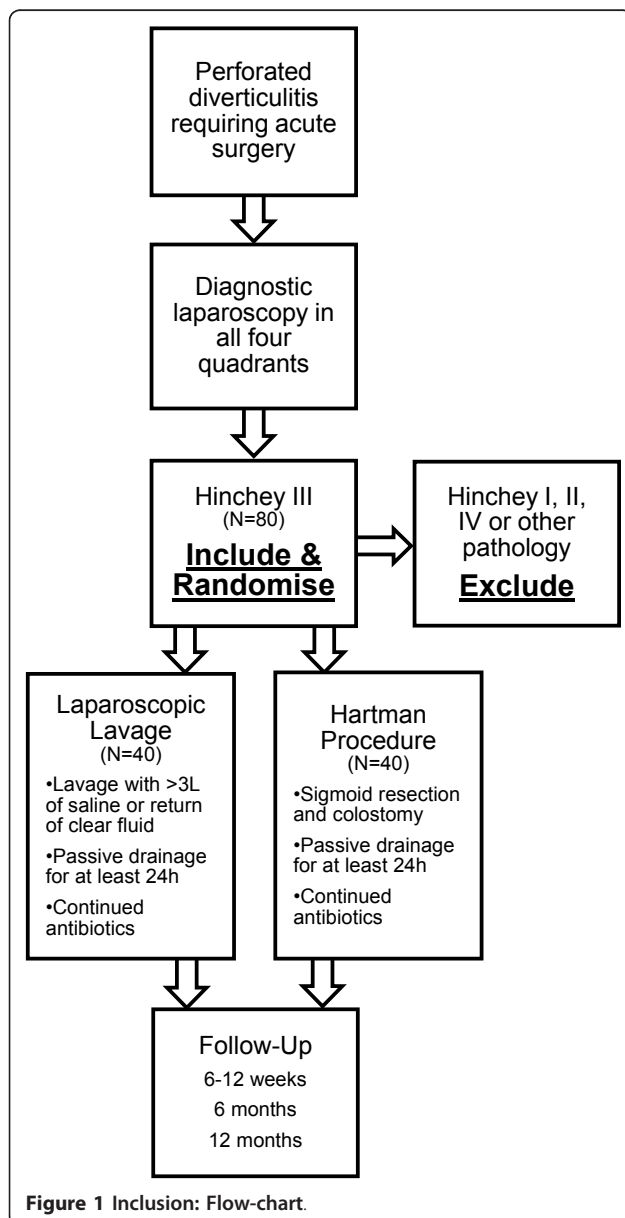 Perforated
diverticulitis
requiring acute
surgery
Diagnostic
laparoscopy in
all four
quadrants
Hinchey III
(N=80)
Include &
Randomise
Hinchey I, II,
IV or other
pathology
Exclude
Laparoscopic
Lavage
(N=40)
•Lavage with >3L
of saline or return
of clear fluid
•Passive drainage
for at least 24h
•Continued
antibiotics
Hartman
Procedure
(N=40)
•Sigmoid resection
and colostomy
•Passive drainage
for at least 24h
•Continued
antibiotics
Follow-Up
6-12 weeks
6 months
12 months
Figure 1 Inclusion: Flow-chart.